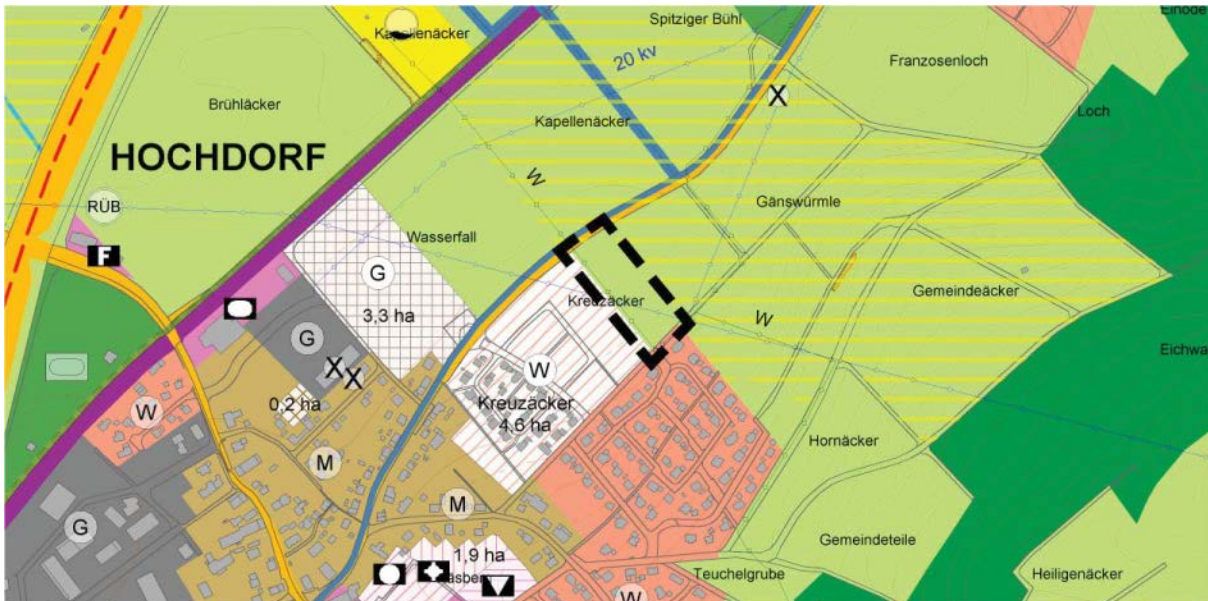 Spitziger Bühl
Kapellenäcker
20 kv
Franzosenloch
X
Brühläcker
Loch
Kapellenäcker
HOCHDORF
W
Gänswürmle
RÜB
Wasserfall
F
G
Gemeindeäcker
Kreuzäcker
3,3 ha
W
G
X
X
W
Kreuzäcker
4,6 ha
0,2 ha
W
Hornäcker
M
M
G
Gemeindeteile
1,9 ha
Teuchelgrube
Heiligenäcker
W